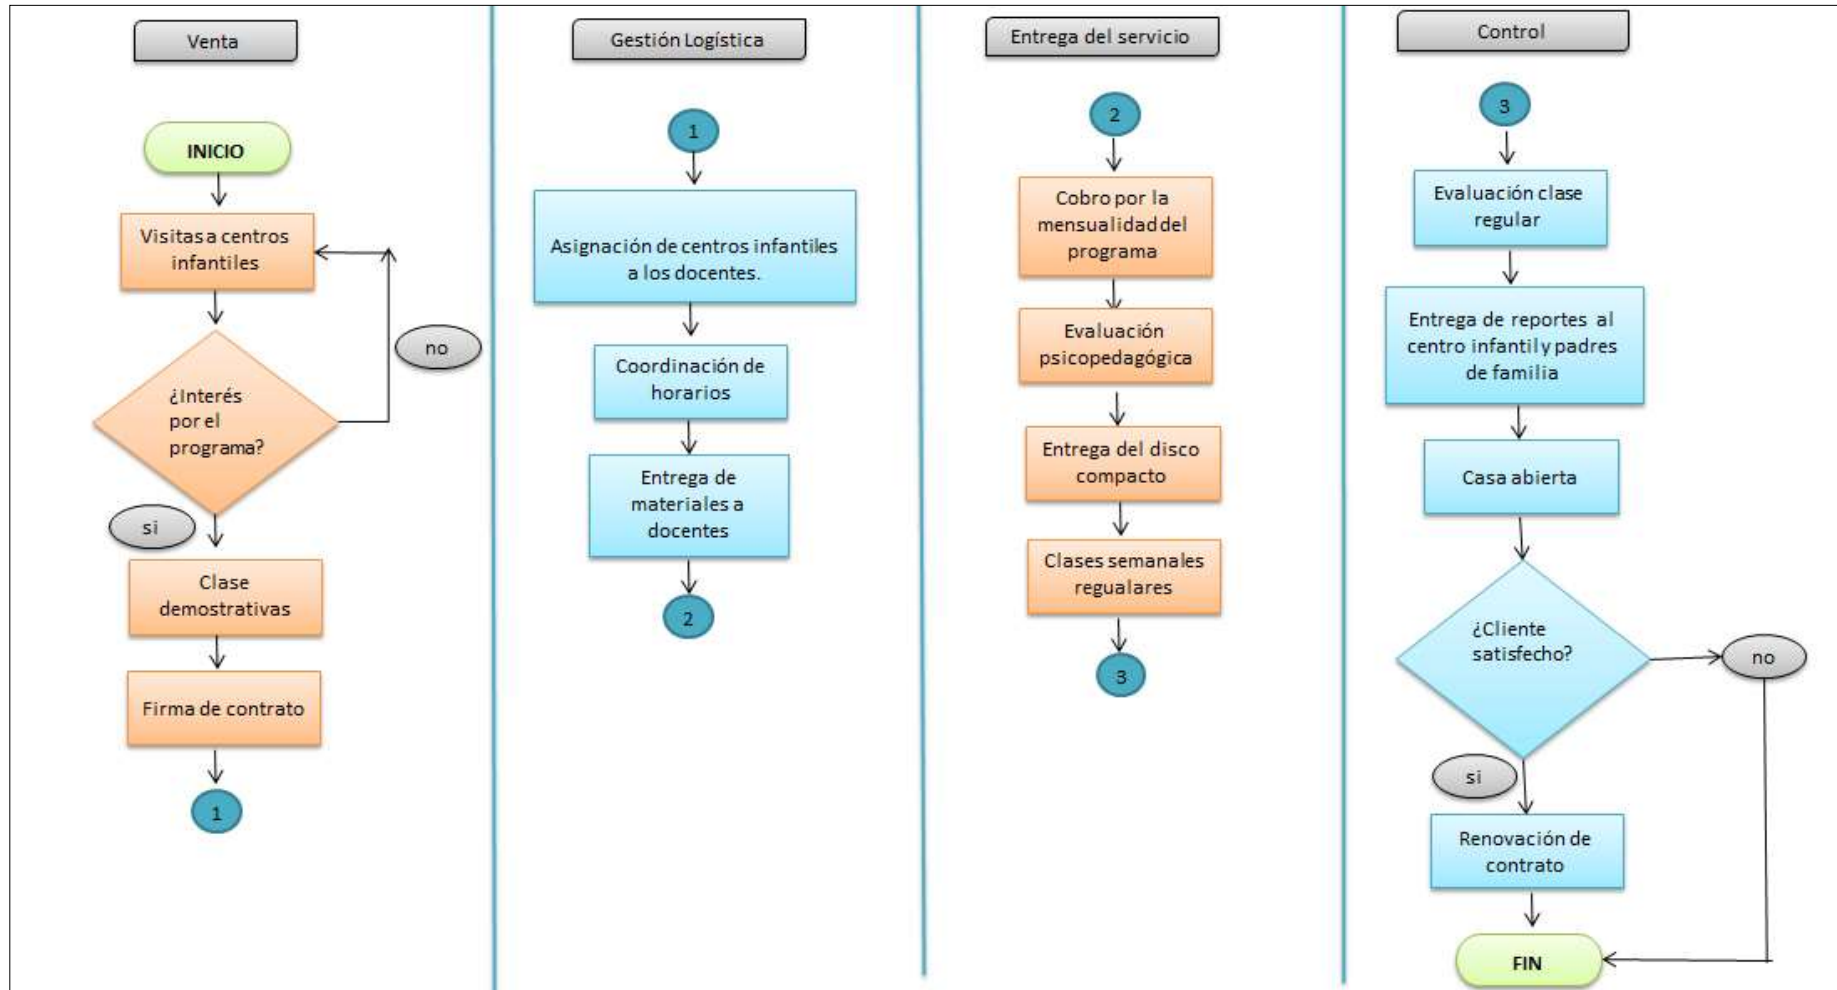 Venta
INICIO
Visitas a centros
infantiles
no
¿Interés
por el
programa?
si
Clase
demostrativas
Firma de contrato
1
Gestión Logística
1
Asignación de centros infantiles
a los docentes.
Coordinación de
horarios
Entrega de
materiales a
docentes
2
Entrega del servicio
2
Cobro por la
mensualidad del
programa
Evaluación
psicopedagógica
Entrega del disco
compacto
Clases semanales
regualares
3
Control
3
Evaluación clase
regular
Entrega de reportes al
centro infantil y padres
de familia
Casa abierta
¿Cliente
satisfecho?
no
si
Renovación de
contrato
FIN